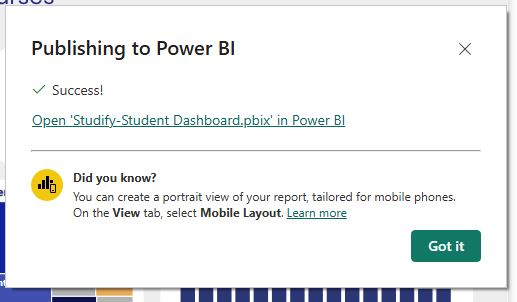 urses
Publishing to Power BI
Success!
Open 'Studify-Student Dashboard.pbix' in Power BI
Did you know?
You can create a portrait view of your report, tailored for mobile phones.
On the View tab, select Mobile Layout. Learn more
Got it